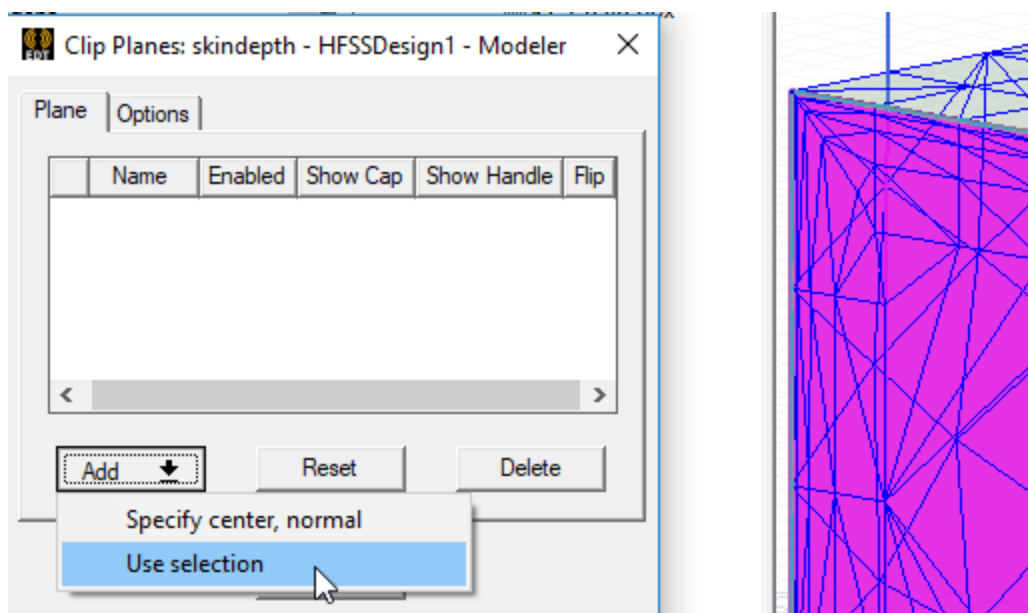 Clip Planes: skindepth - HFSSDesign1 - Modeler
Plane Options
Name Enabled Show Cap Show Handle Flip
Add Reset Delete
Specify center, normal
Use selection